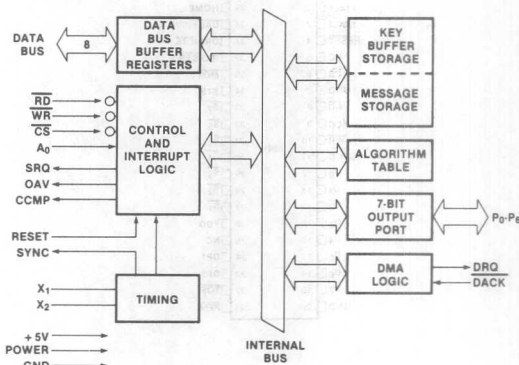 DATA
BUS
8
DATA
BUS
BUFFER
REGISTERS
RD
WR
CS
A0
SRQ
OAV
CCMP
RESET
SYNC
CONTROL
AND
INTERRUPT
LOGIC
X1
X2
TIMING
+5V
POWER
GND
INTERNAL
BUS
KEY
BUFFER
STORAGE
MESSAGE
STORAGE
ALGORITHM
TABLE
7-BIT
OUTPUT
PORT
P0-P6
DMA
LOGIC
DRQ
DACK